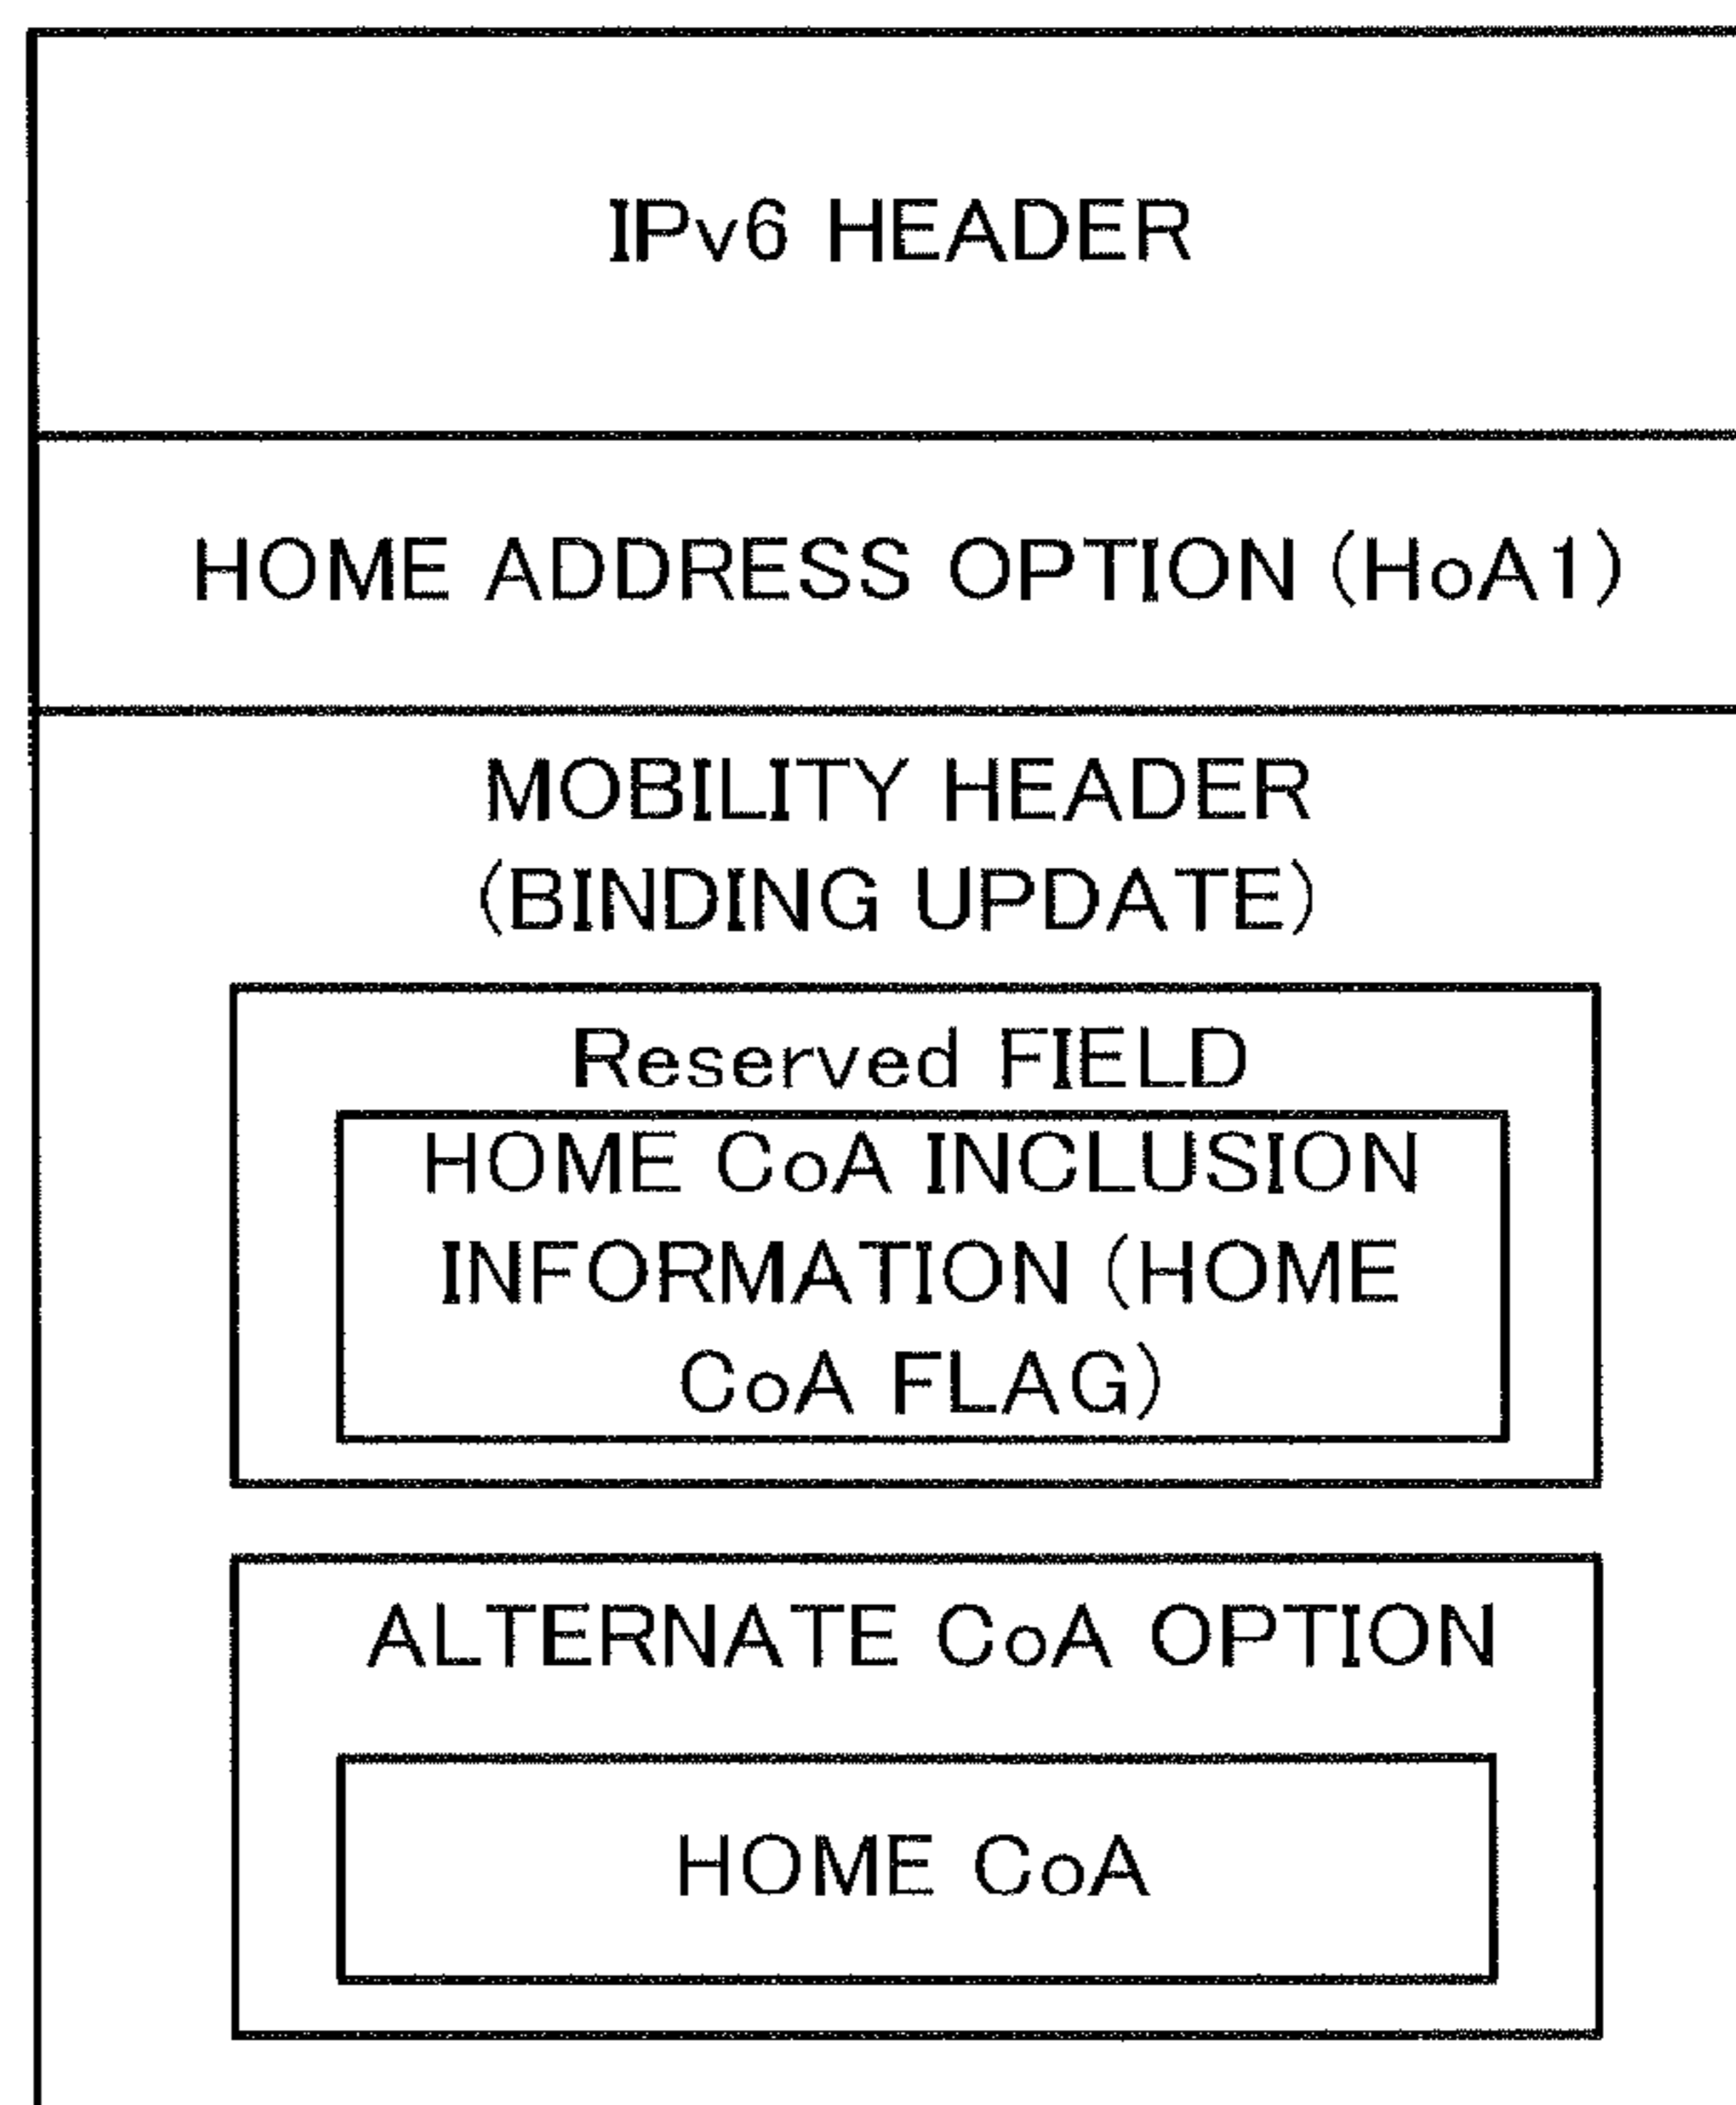 IPv6 HEADER
HOME ADDRESS OPTION (HoA1)
MOBILITY HEADER
(BINDING UPDATE)
Reserved FIELD
HOME CoA INCLUSION
INFORMATION (HOME
CoA FLAG)
ALTERNATE CoA OPTION
HOME CoA